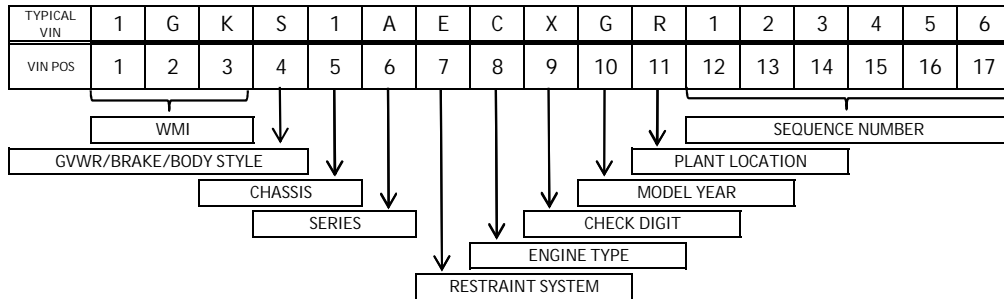 TYPICAL VIN 1 G K S 1 A E C X G R 1 2 3 4 5 6
VIN POS 1 2 3 4 5 6 7 8 9 10 11 12 13 14 15 16 17
WMI SEQUENCE NUMBER
GVWR/BRAKE/BODY STYLE PLANT LOCATION
CHASSIS MODEL YEAR
SERIES CHECK DIGIT
ENGINE TYPE
RESTRAINT SYSTEM